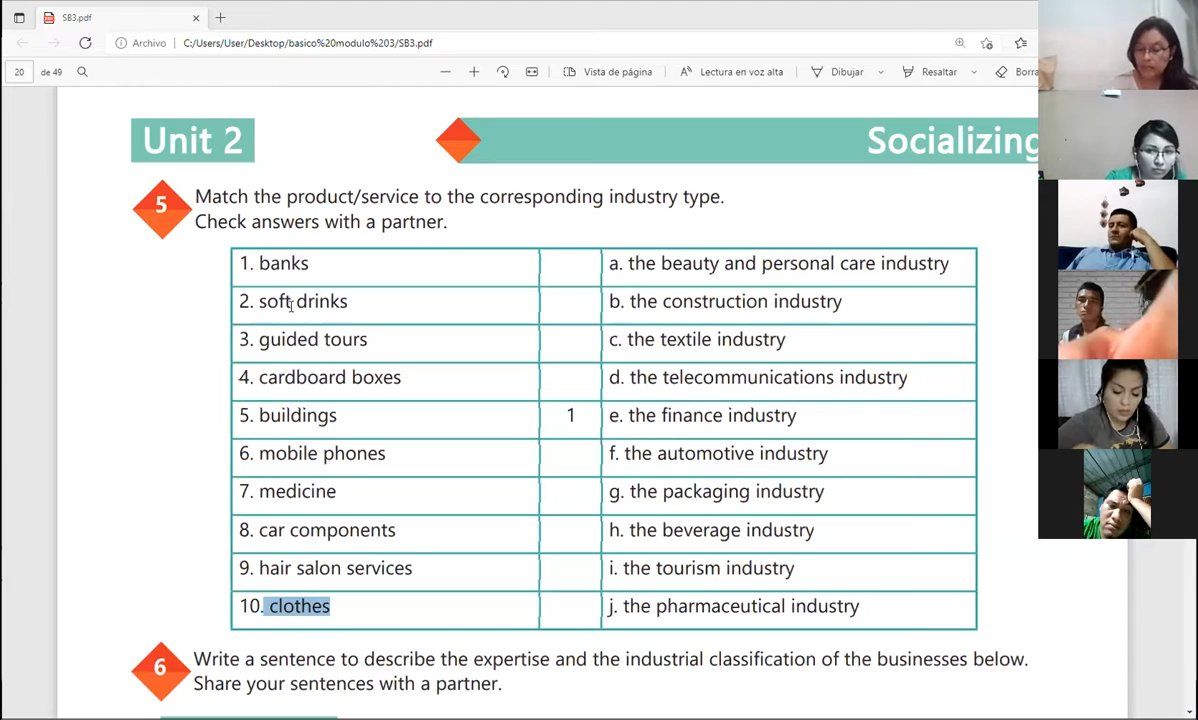 SB3.pdf
Archivo C:/Users/User/Desktop/basico%20modulo%203/SB3.pdf
20 de 49 Vista de página Lectura en voz alta Dibujar Resaltar Borra
Unit 2 Socializing
5 Match the product/service to the corresponding industry type.
Check answers with a partner.
1. banks a. the beauty and personal care industry
2. soft drinks b. the construction industry
3. guided tours c. the textile industry
4. cardboard boxes d. the telecommunications industry
5. buildings 1 e. the finance industry
6. mobile phones f. the automotive industry
7. medicine g. the packaging industry
8. car components h. the beverage industry
9. hair salon services i. the tourism industry
10. clothes j. the pharmaceutical industry
6 Write a sentence to describe the expertise and the industrial classification of the businesses below.
Share your sentences with a partner.